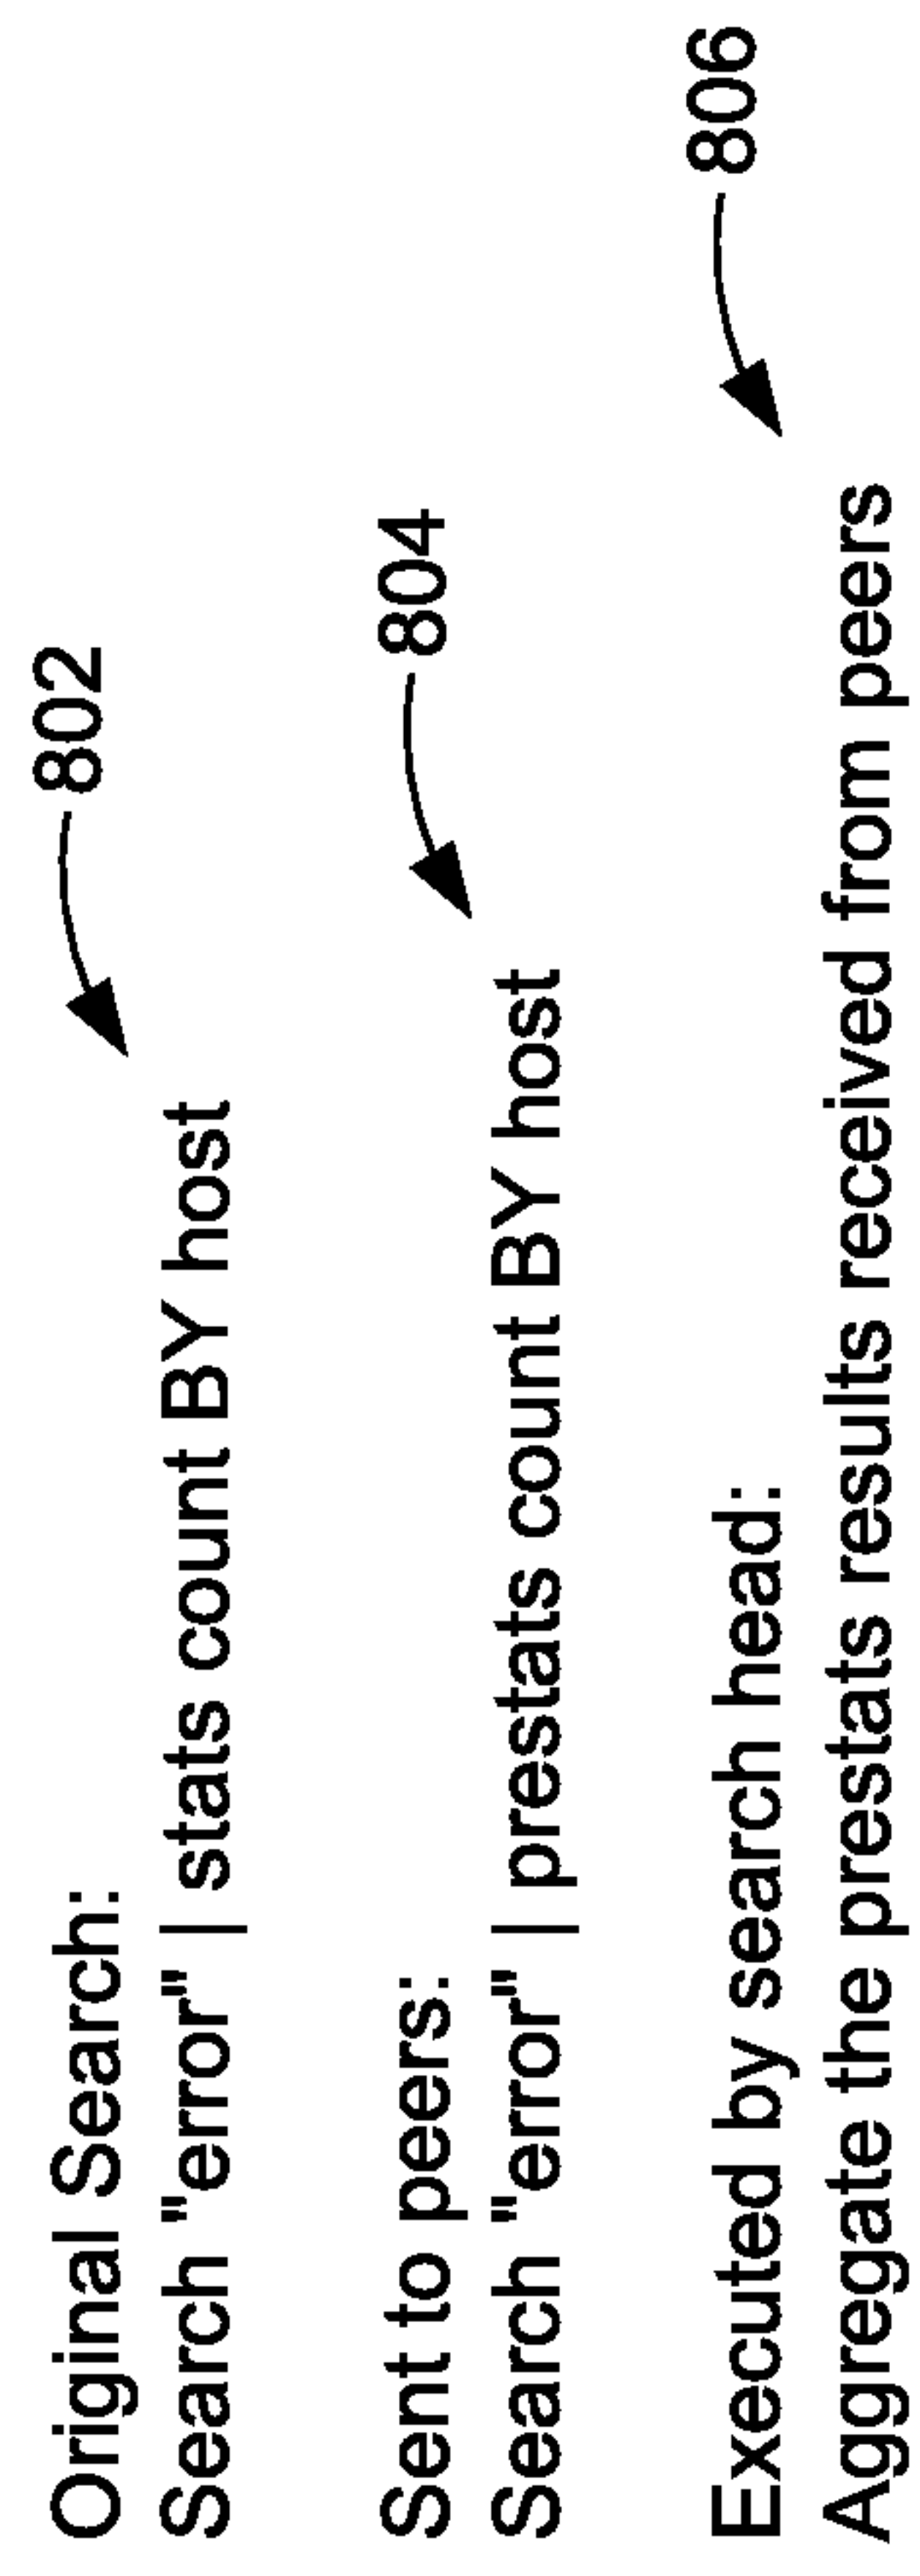 Original Search:
802
Search "error" | stats count BY host
Sent to peers:
804
Search "error" | prestats count BY host
Executed by search head:
806
Aggregate the prestats results received from peers